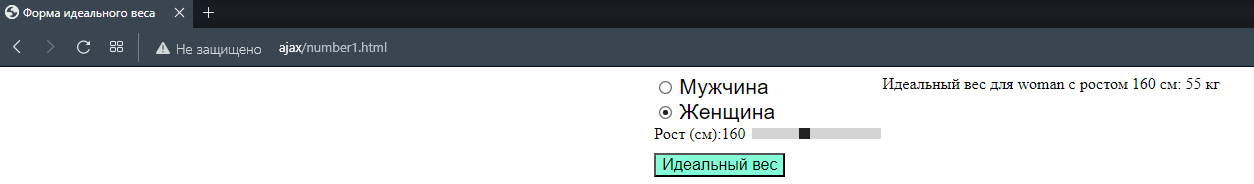 Форма идеального веса
Не защищено ajax/number1.html
Мужчина
Женщина
Рост (см):160
Идеальный вес
Идеальный вес для woman с ростом 160 см: 55 кг